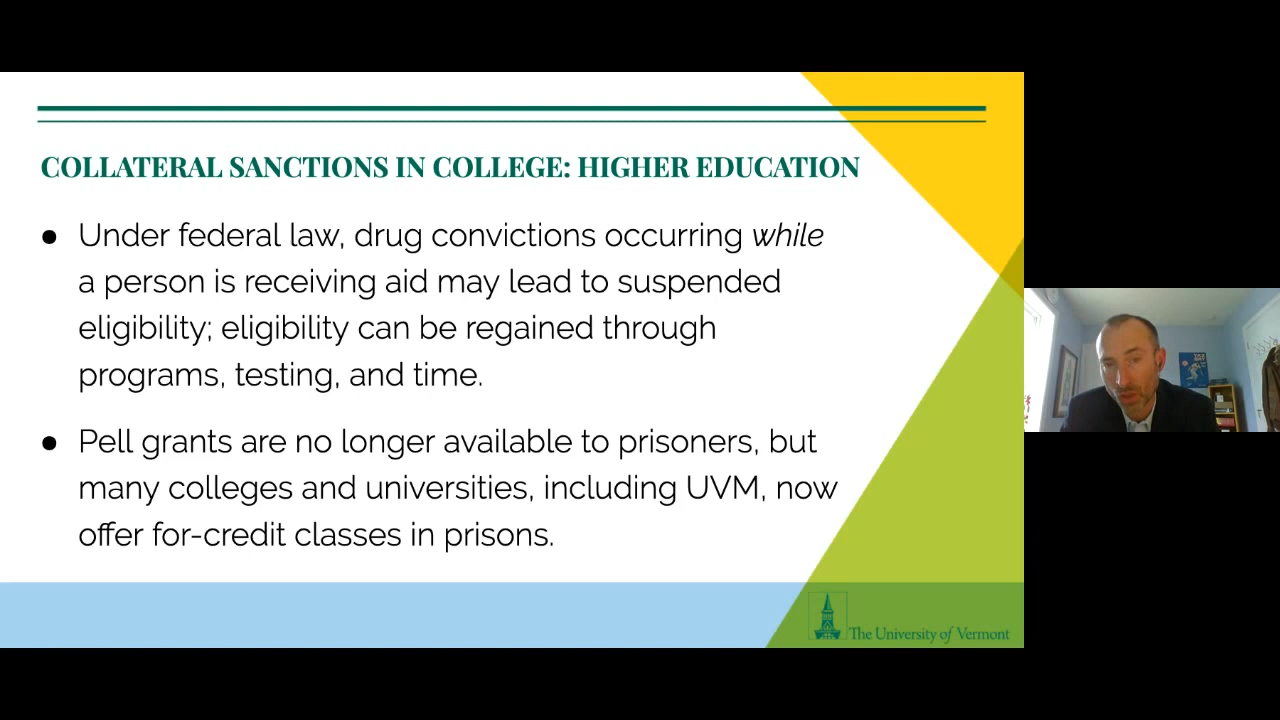 COLLATERAL SANCTIONS IN COLLEGE: HIGHER EDUCATION
● Under federal law, drug convictions occurring while
a person is receiving aid may lead to suspended
eligibility; eligibility can be regained through
programs, testing, and time.
● Pell grants are no longer available to prisoners, but
many colleges and universities, including UVM, now
offer for-credit classes in prisons.
The University of Vermont